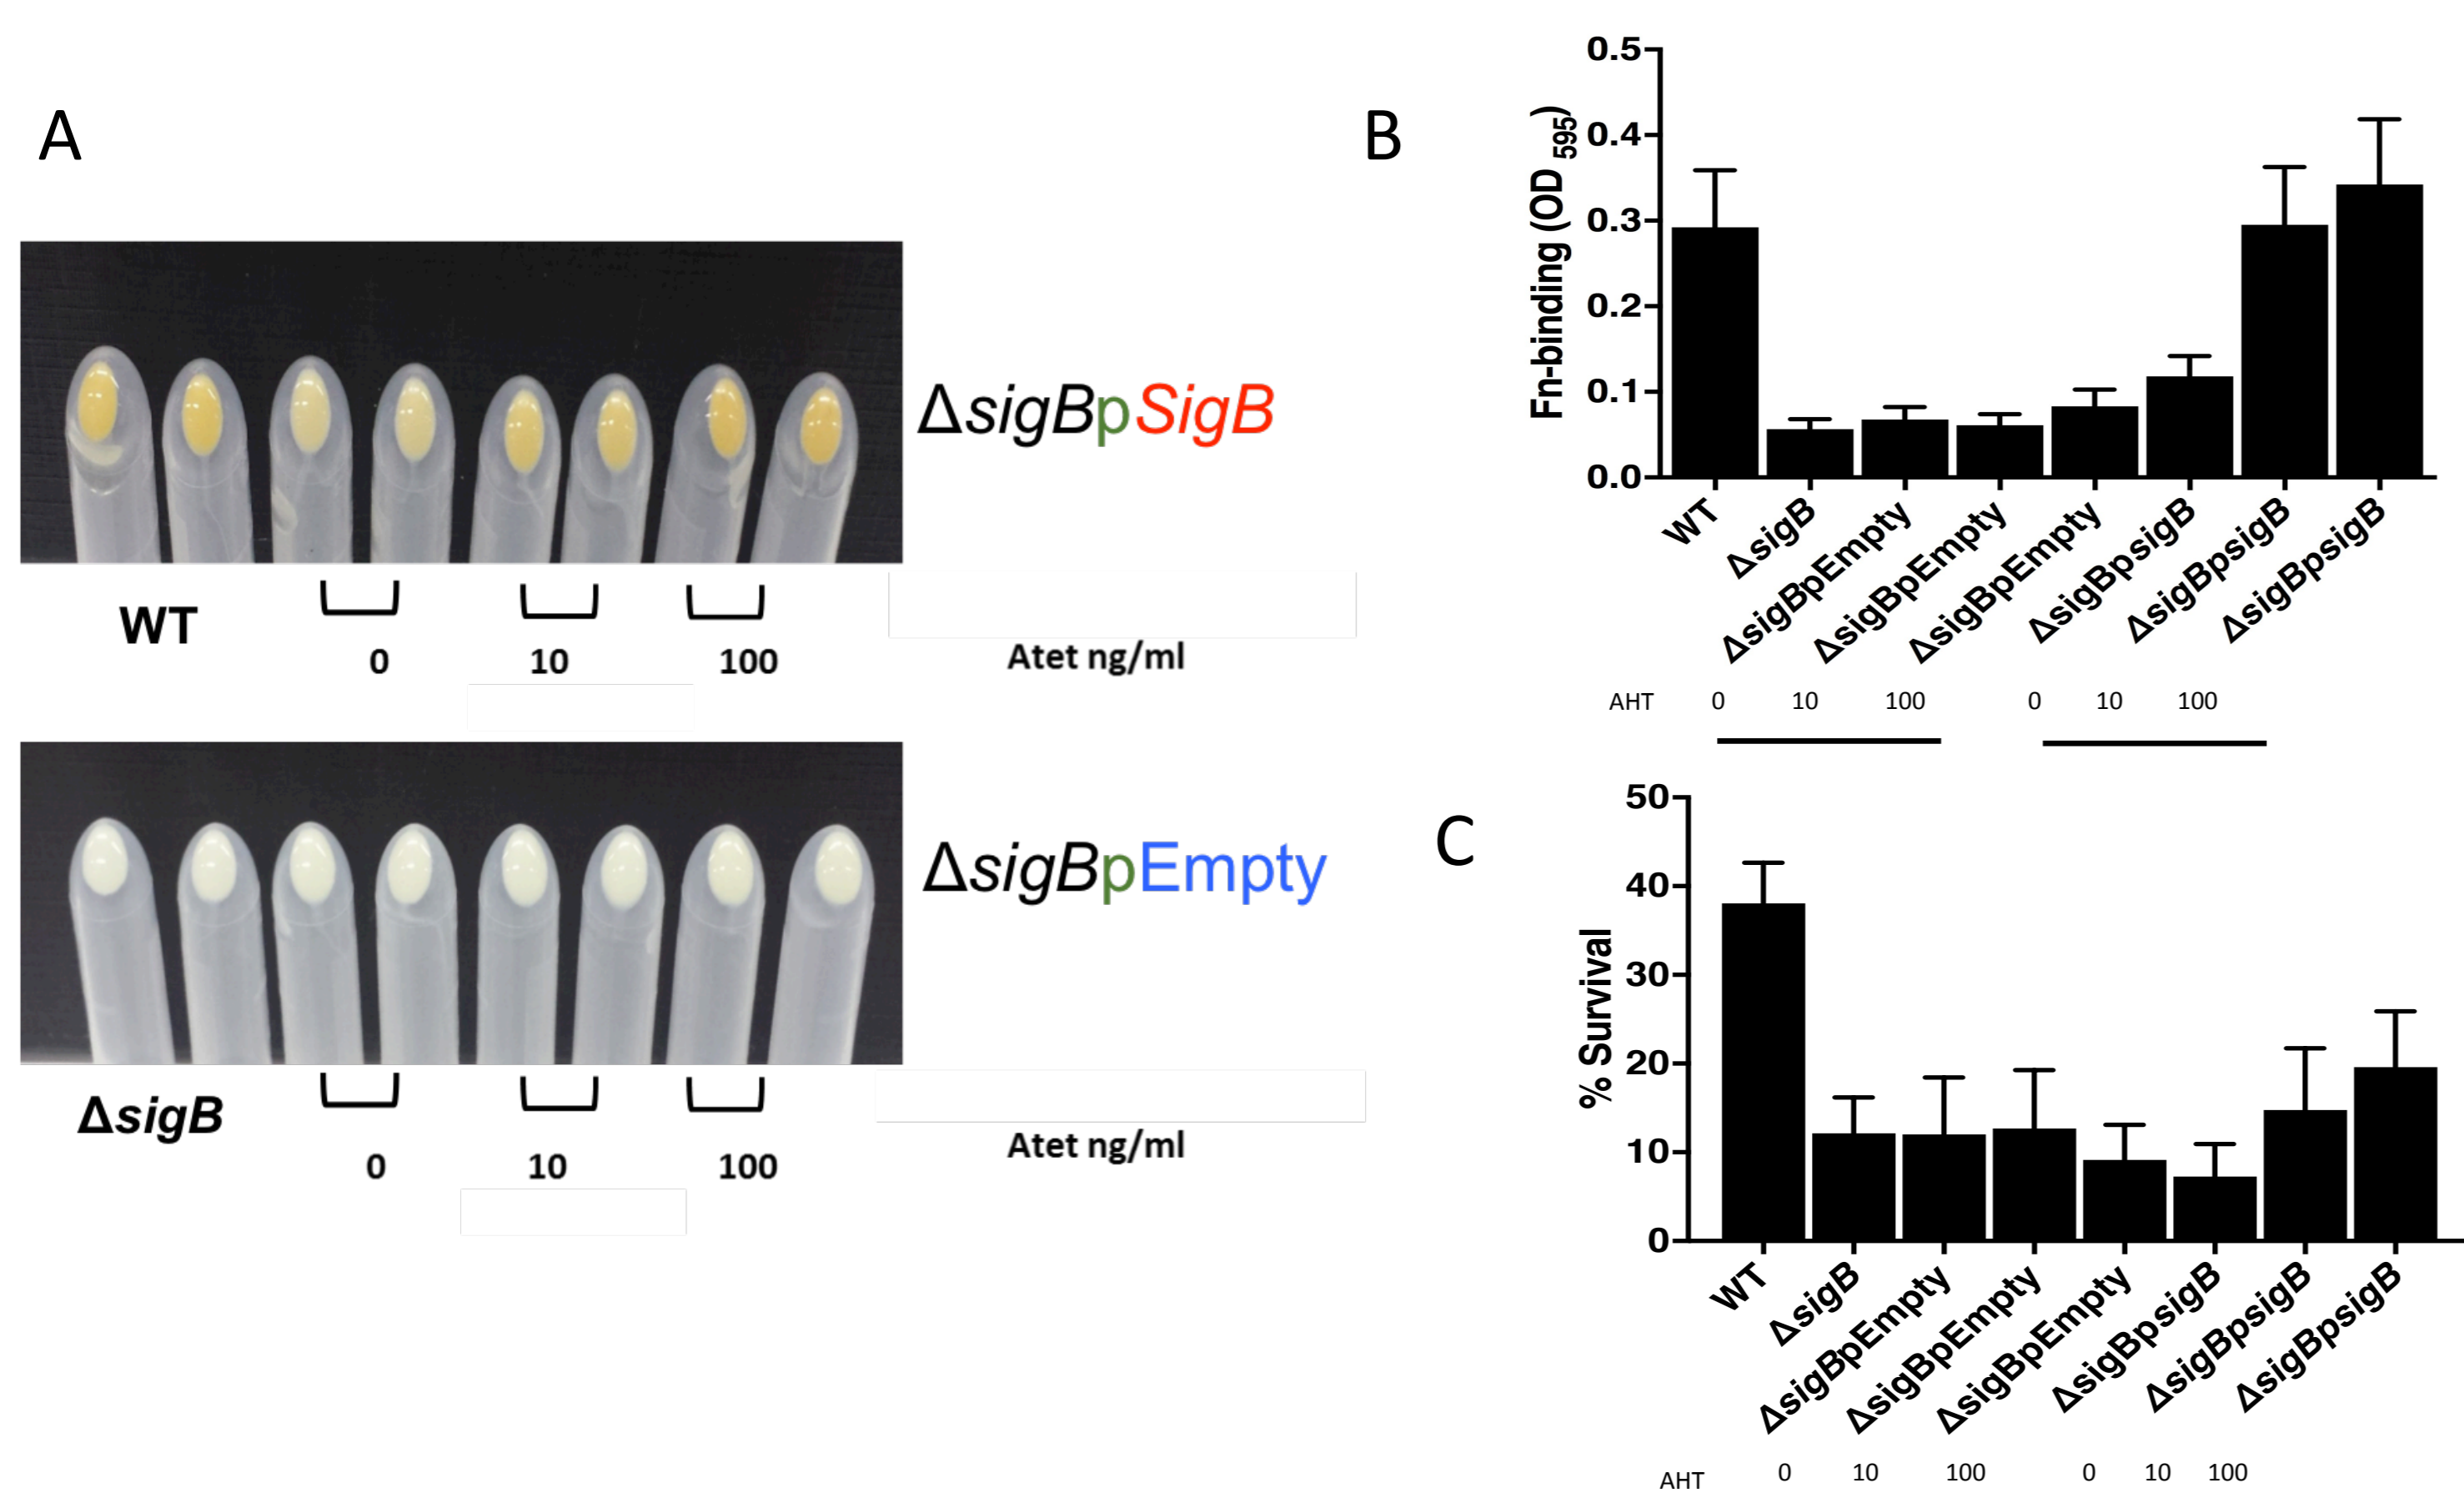 A
ΔsigBpSigB
WT
0 10 100 Atet ng/ml
ΔsigBpEmpty
ΔsigB
0 10 100 Atet ng/ml
B
Fn-binding (OD595)
0.5
0.4
0.3
0.2
0.1
0.0
WT
ΔsigB
ΔsigBpEmpty
ΔsigBpEmpty
ΔsigBpEmpty
ΔsigBpsigB
ΔsigBpsigB
ΔsigBpsigB
AHT 0 10 100 0 10 100
C
% Survival
50
40
30
20
10
0
WT
ΔsigB
ΔsigBpEmpty
ΔsigBpEmpty
ΔsigBpEmpty
ΔsigBpsigB
ΔsigBpsigB
ΔsigBpsigB
AHT 0 10 100 0 10 100